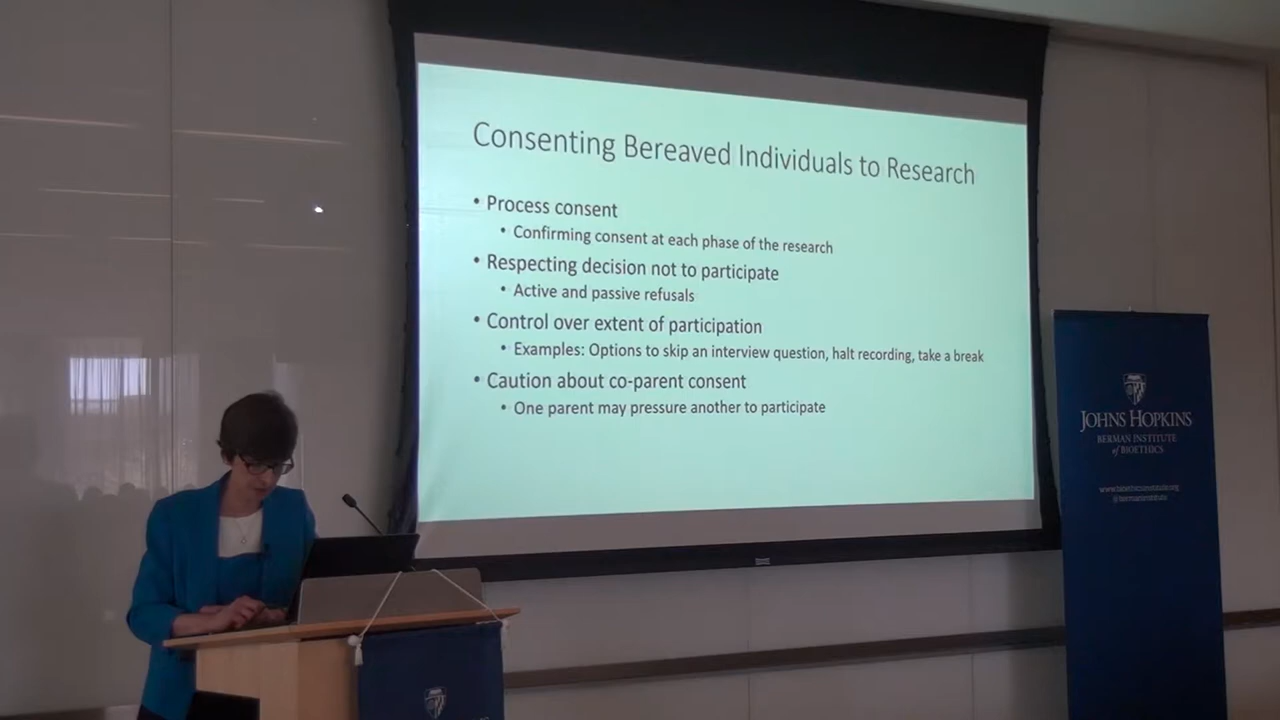 Consenting Bereaved Individuals to Research
• Process consent
• Confirming consent at each phase of the research
• Respecting decision not to participate
• Active and passive refusals
• Control over extent of participation
• Examples: Options to skip an interview question, halt recording, take a break
• Caution about co-parent consent
• One parent may pressure another to participate
JOHNS HOPKINS
BERMAN INSTITUTE
of BIOETHICS